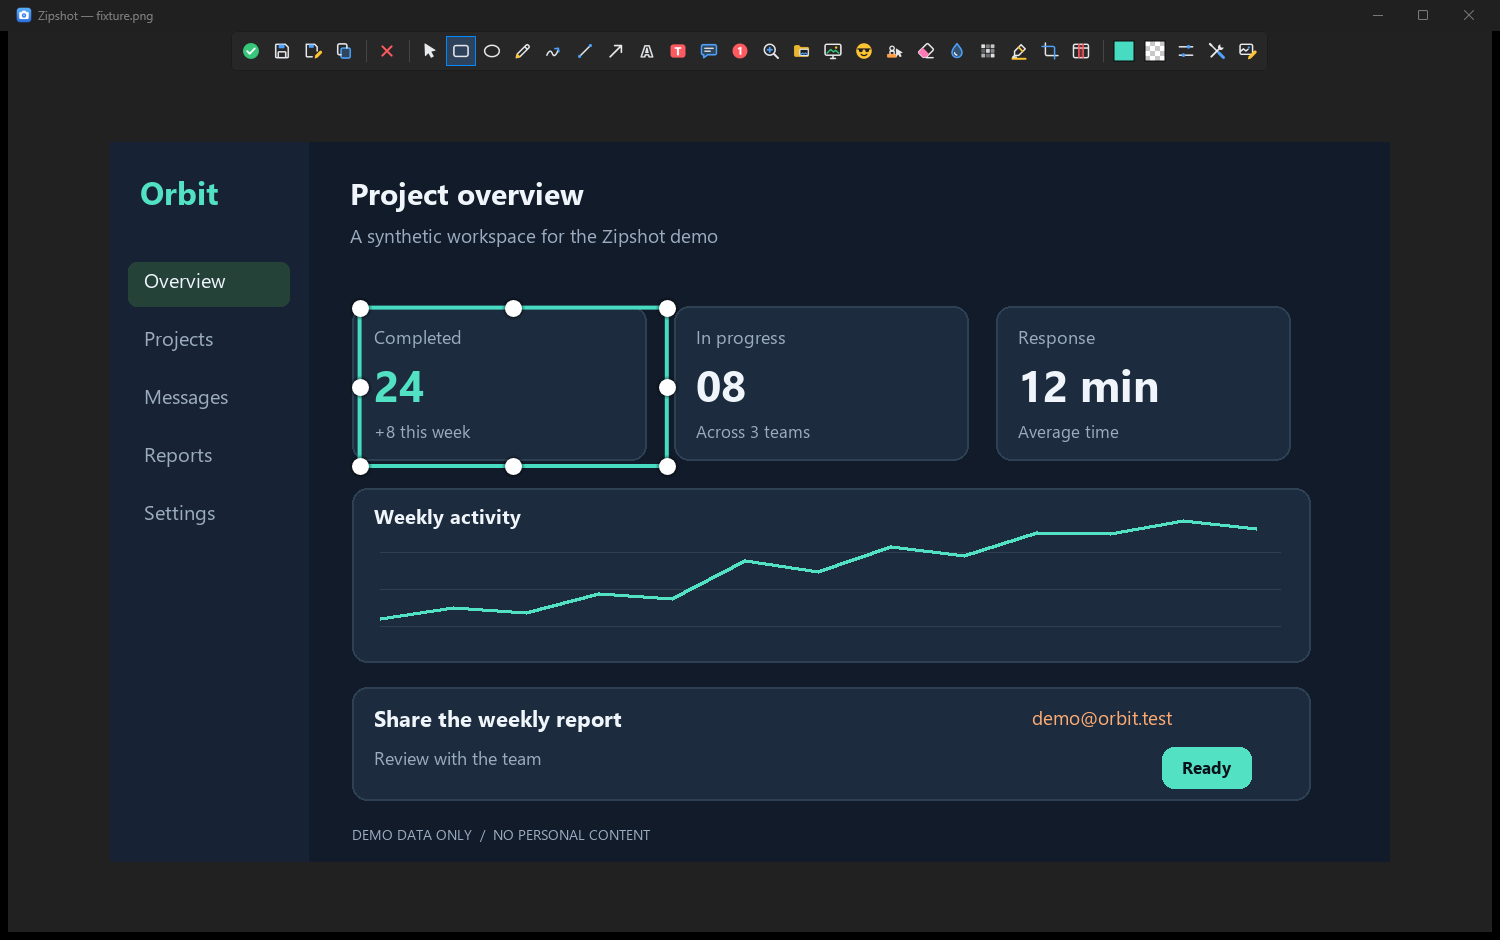 Zipshot — fixture.png
Orbit
Overview
Projects
Messages
Reports
Settings
Project overview
A synthetic workspace for the Zipshot demo
Completed
24
+8 this week
In progress
08
Across 3 teams
Response
12 min
Average time
Weekly activity
Share the weekly report
Review with the team
demo@orbit.test
Ready
DEMO DATA ONLY / NO PERSONAL CONTENT